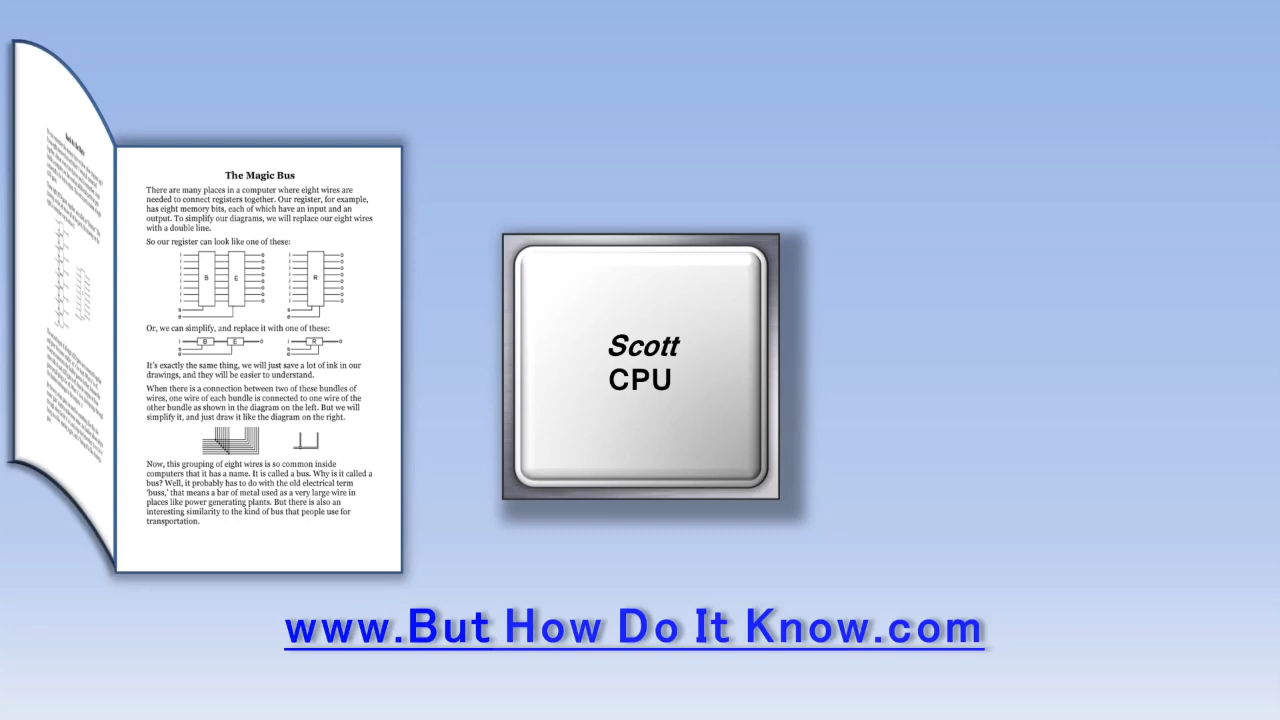 The Magic Bus
There are many places in a computer where eight wires are
needed to connect registers together. Our register, for example,
has eight memory bits, each of which have an input and an
output. To simplify our diagrams, we will replace our eight wires
with a double line.
So our register can look like one of these:
B E R
Or, we can simplify, and replace it with one of these:
i B E o i R o
It's exactly the same thing, we will just save a lot of ink in our
drawings, and they will be easier to understand.
When there is a connection between two of these bundles of
wires, one wire of each bundle is connected to one wire of the
other bundle as shown in the diagram on the left. But we will
simplify it, and just draw it like the diagram on the right.
Now, this grouping of eight wires is so common inside
computers that it has a name. It is called a bus. Why is it called a
bus? Well, it probably has to do with the old electrical term
'buss,' that means a bar of metal used as a very large wire in
places like power generating plants. But there is also an
interesting similarity to the kind of bus that people use for
transportation.
Scott
CPU
www.But How Do It Know.com